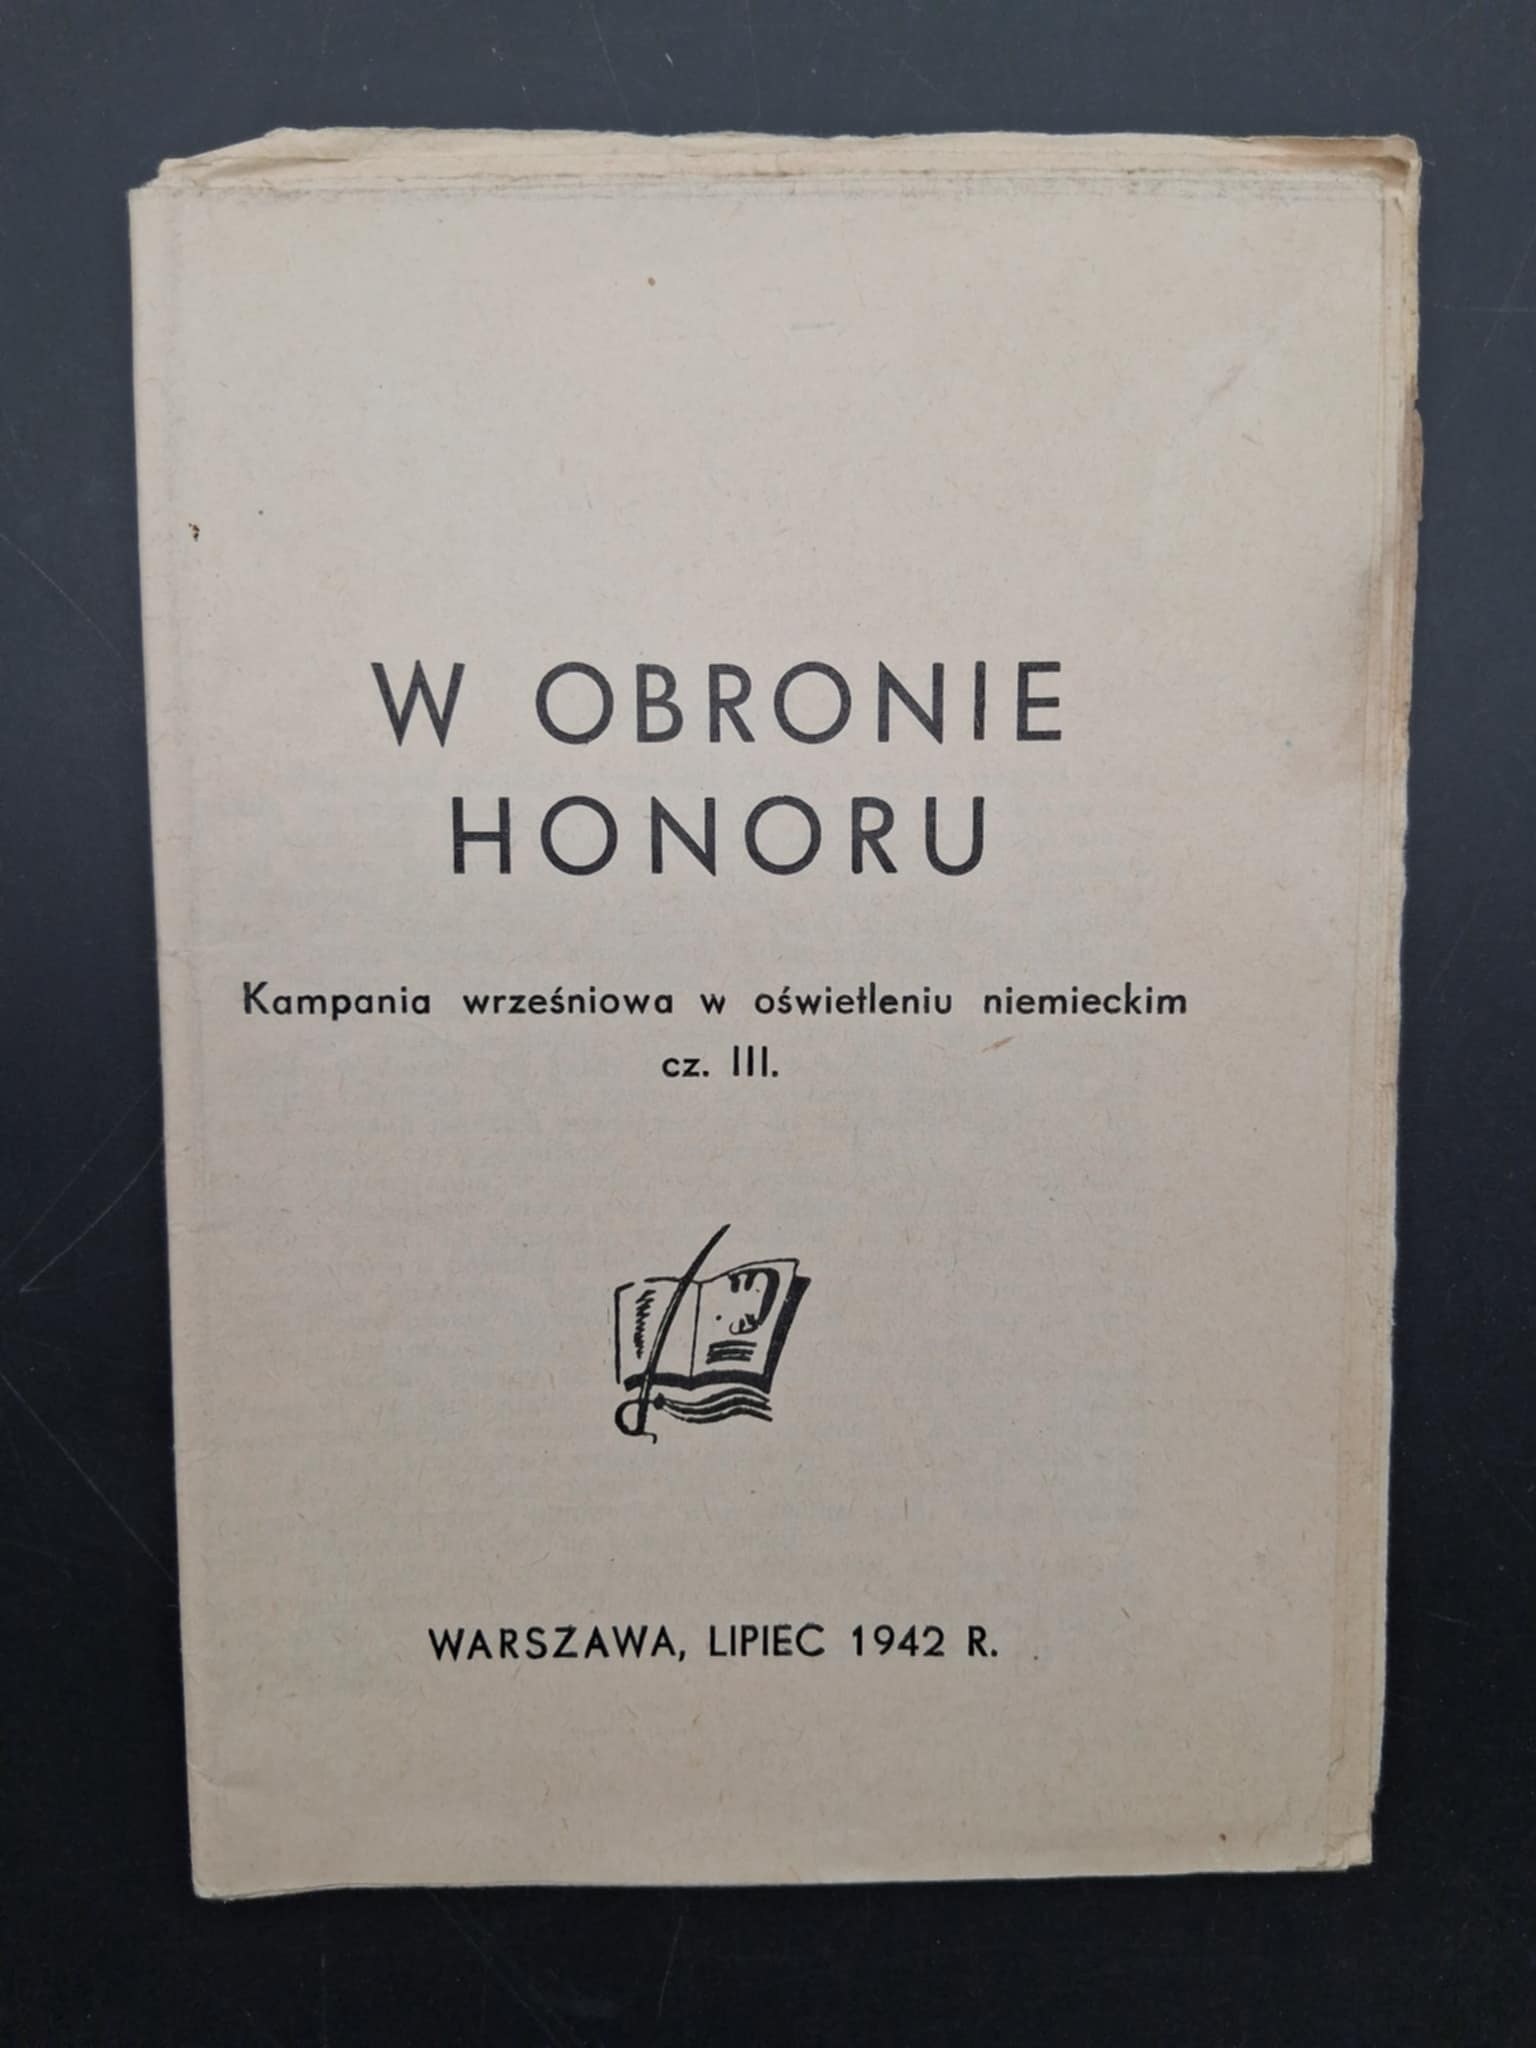 W OBRONIE
HONORU
Kampania wrześniowa w oświetleniu niemieckim
cz. III.
WARSZAWA, LIPIEC 1942 R.